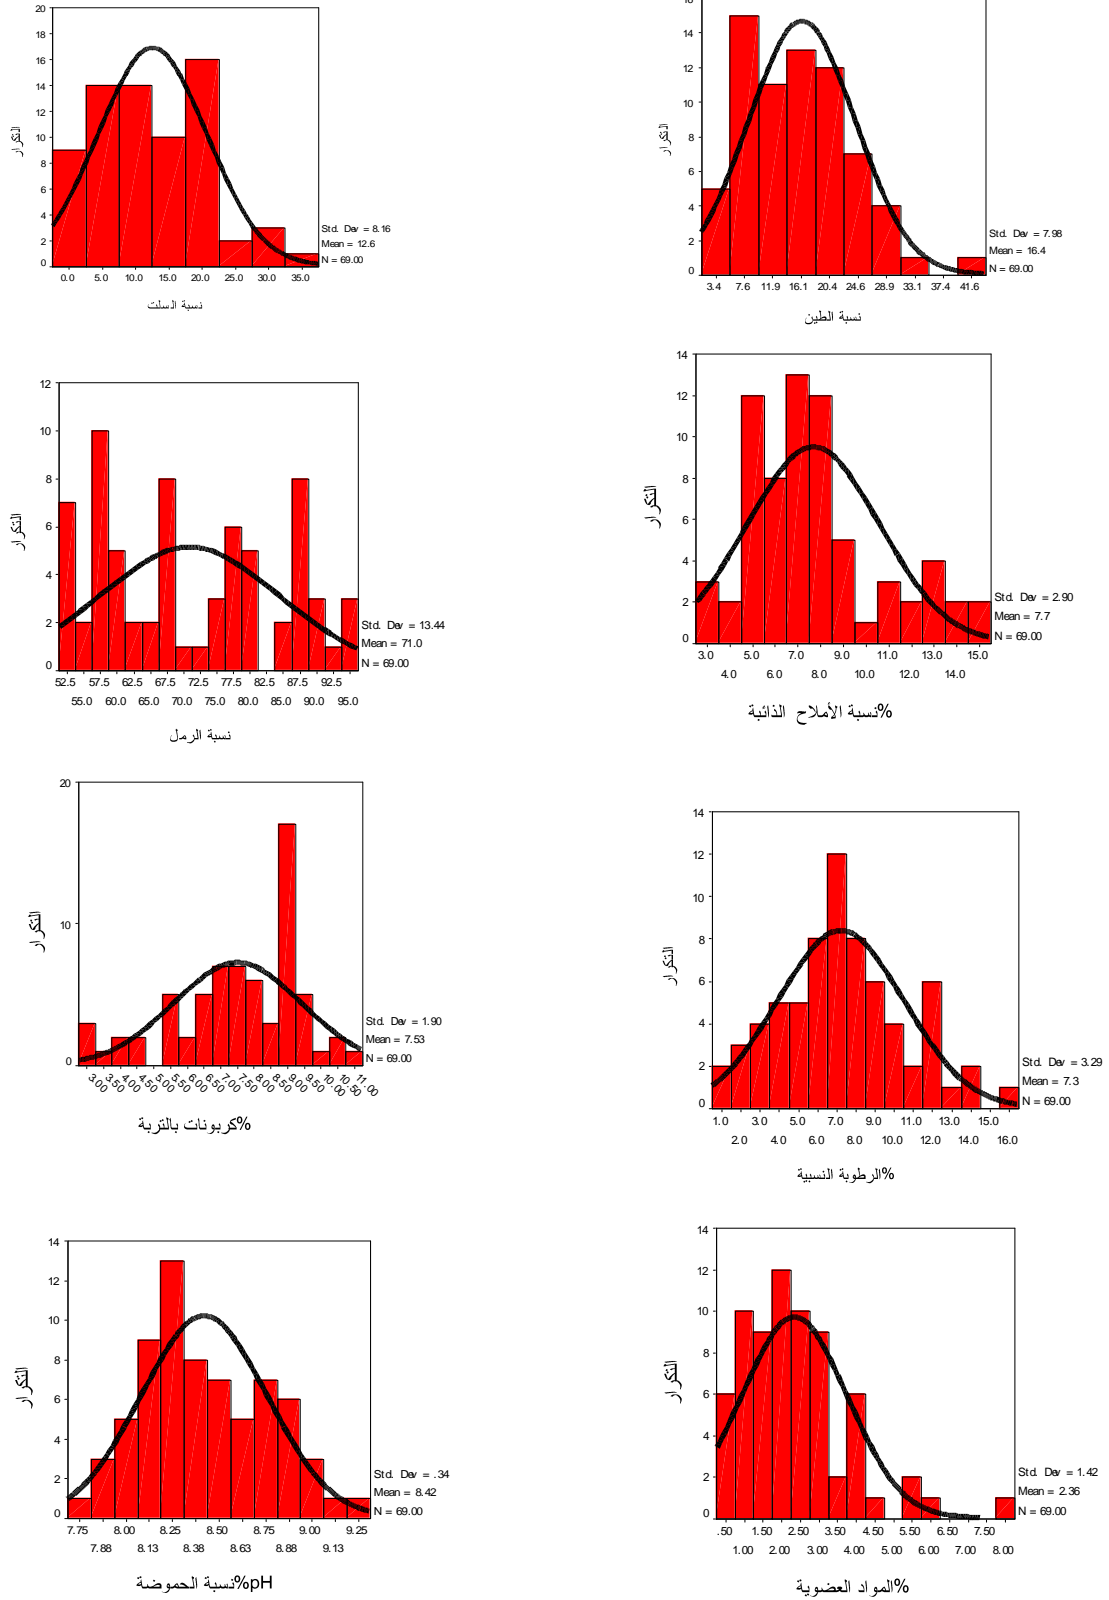 20
18
16
14
12
10
8
6
4
2
0
التكرار
0.0 5.0 10.0 15.0 20.0 25.0 30.0 35.0
Std. Dev = 8.16
Mean = 12.6
N = 69.00
نسبة السلت
14
12
10
8
6
4
2
0
التكرار
3.4 7.6 11.9 16.1 20.4 24.6 28.9 33.1 37.4 41.6
Std. Dev = 7.98
Mean = 16.4
N = 69.00
نسبة الطين
12
10
8
6
4
2
0
التكرار
52.5 57.5 62.5 67.5 72.5 77.5 82.5 87.5 92.5
55.0 60.0 65.0 70.0 75.0 80.0 85.0 90.0 95.0
Std. Dev = 13.44
Mean = 71.0
N = 69.00
نسبة الرمل
14
12
10
8
6
4
2
0
التكرار
3.0 5.0 7.0 9.0 11.0 13.0 15.0
4.0 6.0 8.0 10.0 12.0 14.0
Std. Dev = 2.90
Mean = 7.7
N = 69.00
%نسبة الأملاح الذائبة
20
10
0
التكرار
3.00 3.50 4.00 4.50 5.00 5.50 6.00 6.50 7.00 7.50 8.00 8.50 9.00 9.50 10.00 10.50 11.00
Std. Dev = 1.90
Mean = 7.53
N = 69.00
%كربونات بالتربة
14
12
10
8
6
4
2
0
التكرار
1.0 3.0 5.0 7.0 9.0 11.0 13.0 15.0
2.0 4.0 6.0 8.0 10.0 12.0 14.0 16.0
Std. Dev = 3.29
Mean = 7.3
N = 69.00
%الرطوبة النسبية
14
12
10
8
6
4
2
0
التكرار
7.75 8.00 8.25 8.50 8.75 9.00 9.25
7.88 8.13 8.38 8.63 8.88 9.13
Std. Dev = .34
Mean = 8.42
N = 69.00
pH%نسبة الحموضة
14
12
10
8
6
4
2
0
التكرار
.50 1.50 2.50 3.50 4.50 5.50 6.50 7.50
1.00 2.00 3.00 4.00 5.00 6.00 7.00 8.00
Std. Dev = 1.42
Mean = 2.36
N = 69.00
%المواد العضوية